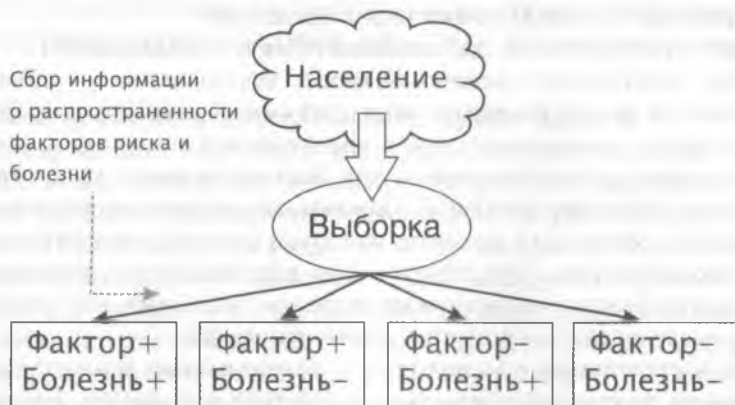 Население
Сбор информации
о распространенности
факторов риска и
болезни
Выборка
Фактор+
Болезнь+
Фактор+
Болезнь-
Фактор-
Болезнь+
Фактор-
Болезнь-